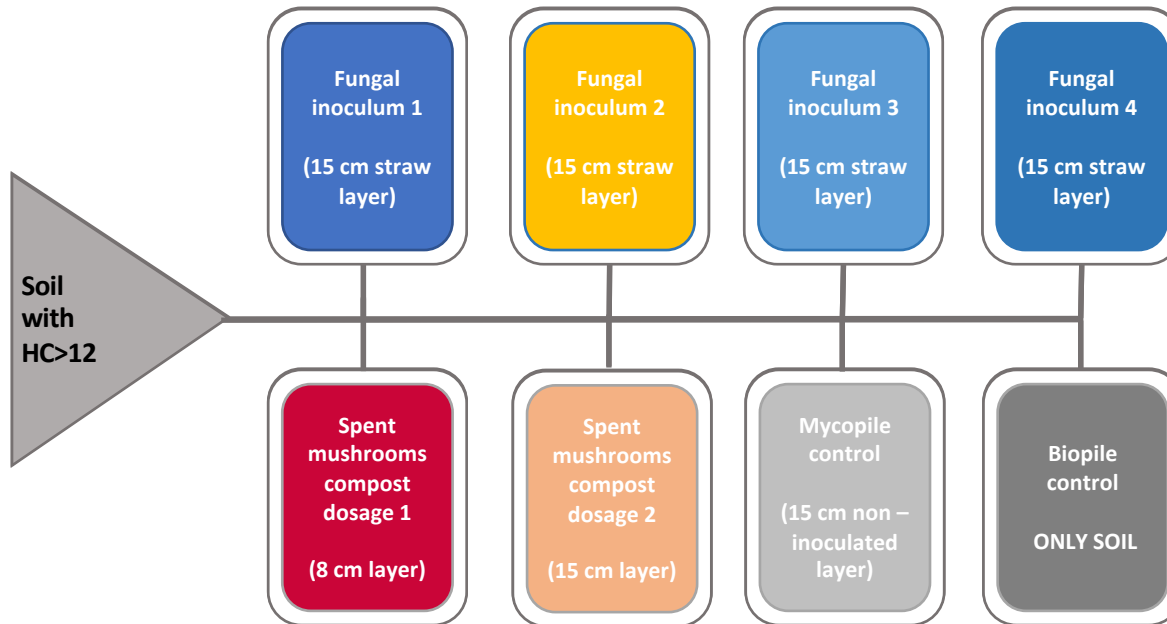 Soil
with
HC>12
Fungal
inoculum 1
(15 cm straw
layer)
Fungal
inoculum 2
(15 cm straw
layer)
Fungal
inoculum 3
(15 cm straw
layer)
Fungal
inoculum 4
(15 cm straw
layer)
Spent
mushrooms
compost
dosage 1
(8 cm layer)
Spent
mushrooms
compost
dosage 2
(15 cm layer)
Mycopile
control
(15 cm non –
inoculated
layer)
Biopile
control
ONLY SOIL